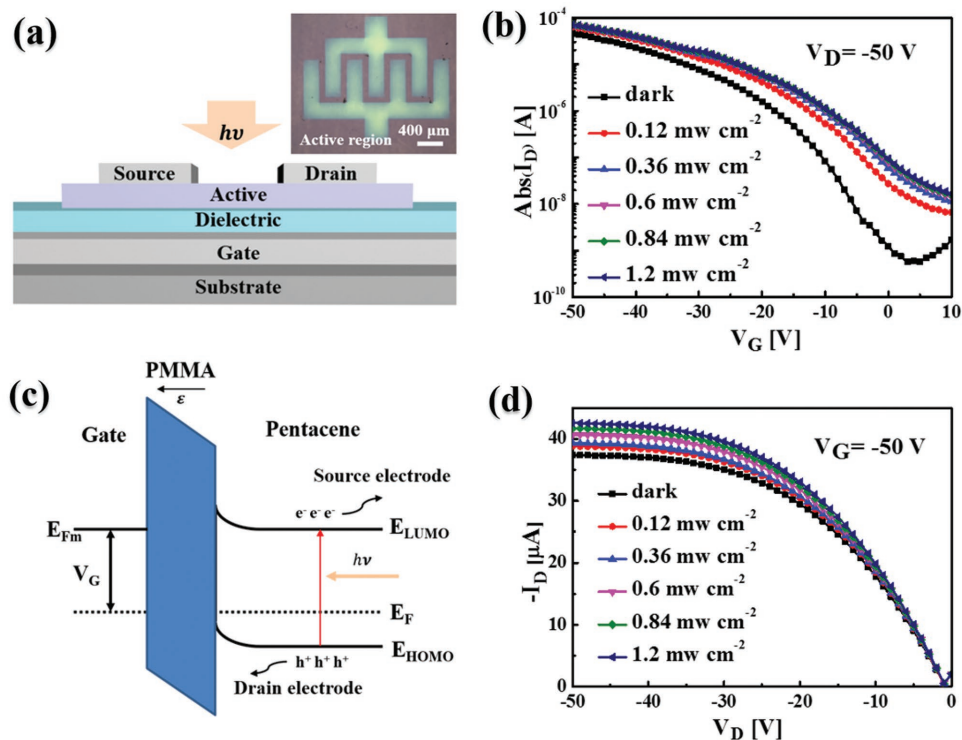 (a)
hν
Active region
400 μm
Source
Drain
Active
Dielectric
Gate
Substrate
(b)
10⁻⁴
10⁻⁶
10⁻⁸
10⁻¹⁰
Abs(I_D) [A]
V_D= -50 V
dark
0.12 mw cm⁻²
0.36 mw cm⁻²
0.6 mw cm⁻²
0.84 mw cm⁻²
1.2 mw cm⁻²
-50 -40 -30 -20 -10 0 10
V_G [V]
(c)
PMMA
ε
Gate
Pentacene
Source electrode
e⁻ e⁻ e⁻
E_Fm
E_LUMO
V_G
hν
E_F
E_HOMO
h⁺ h⁺ h⁺
Drain electrode
(d)
40
30
20
10
0
-I_D [μA]
V_G= -50 V
dark
0.12 mw cm⁻²
0.36 mw cm⁻²
0.6 mw cm⁻²
0.84 mw cm⁻²
1.2 mw cm⁻²
-50 -40 -30 -20 -10 0
V_D [V]